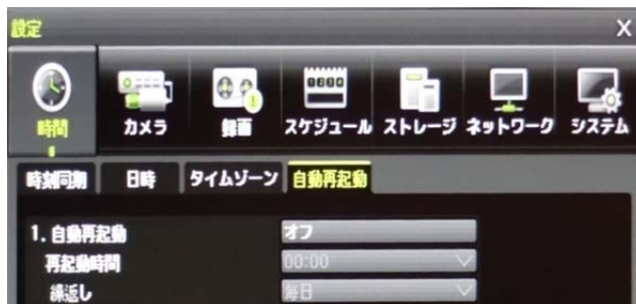 設定 X
時間 カメラ 録画 スケジュール ストレージ ネットワーク システム
時刻同期 日時 タイムゾーン 自動再起動
1. 自動再起動 オフ
再起動時間 00:00
繰返し 毎日